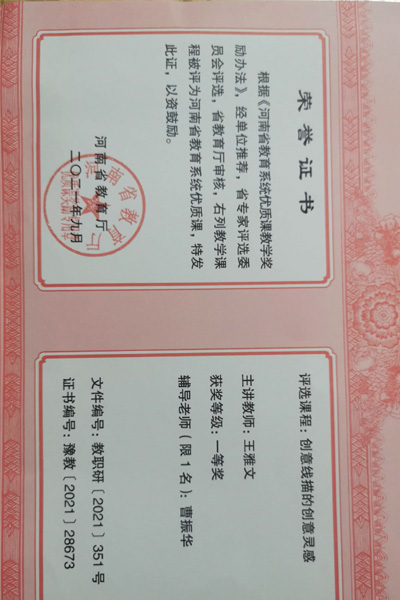 荣誉证书
根据《河南省教育系统优质课教学奖
励办法》，经单位推荐，省专家评选委
员会评选，省教育厅审核，右列教学课
程被评为河南省教育系统优质课，特发
此证，以资鼓励。
河南省教育厅
二〇二一年九月
河南省教育厅
评选课程：创意线描的创意灵感
主讲教师：王雅文
获奖等级：一等奖
辅导老师（限1名）：曹振华
文件编号：教职研〔2021〕351号
证书编号：豫教〔2021〕28673